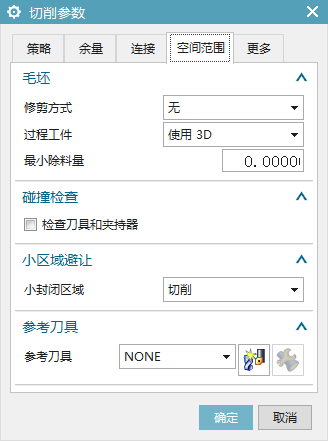 切削参数
策略 余量 连接 空间范围 更多
毛坯
修剪方式 无
过程工件 使用 3D
最小除料量 0.0000
碰撞检查
检查刀具和夹持器
小区域避让
小封闭区域 切削
参考刀具
参考刀具 NONE
确定 取消